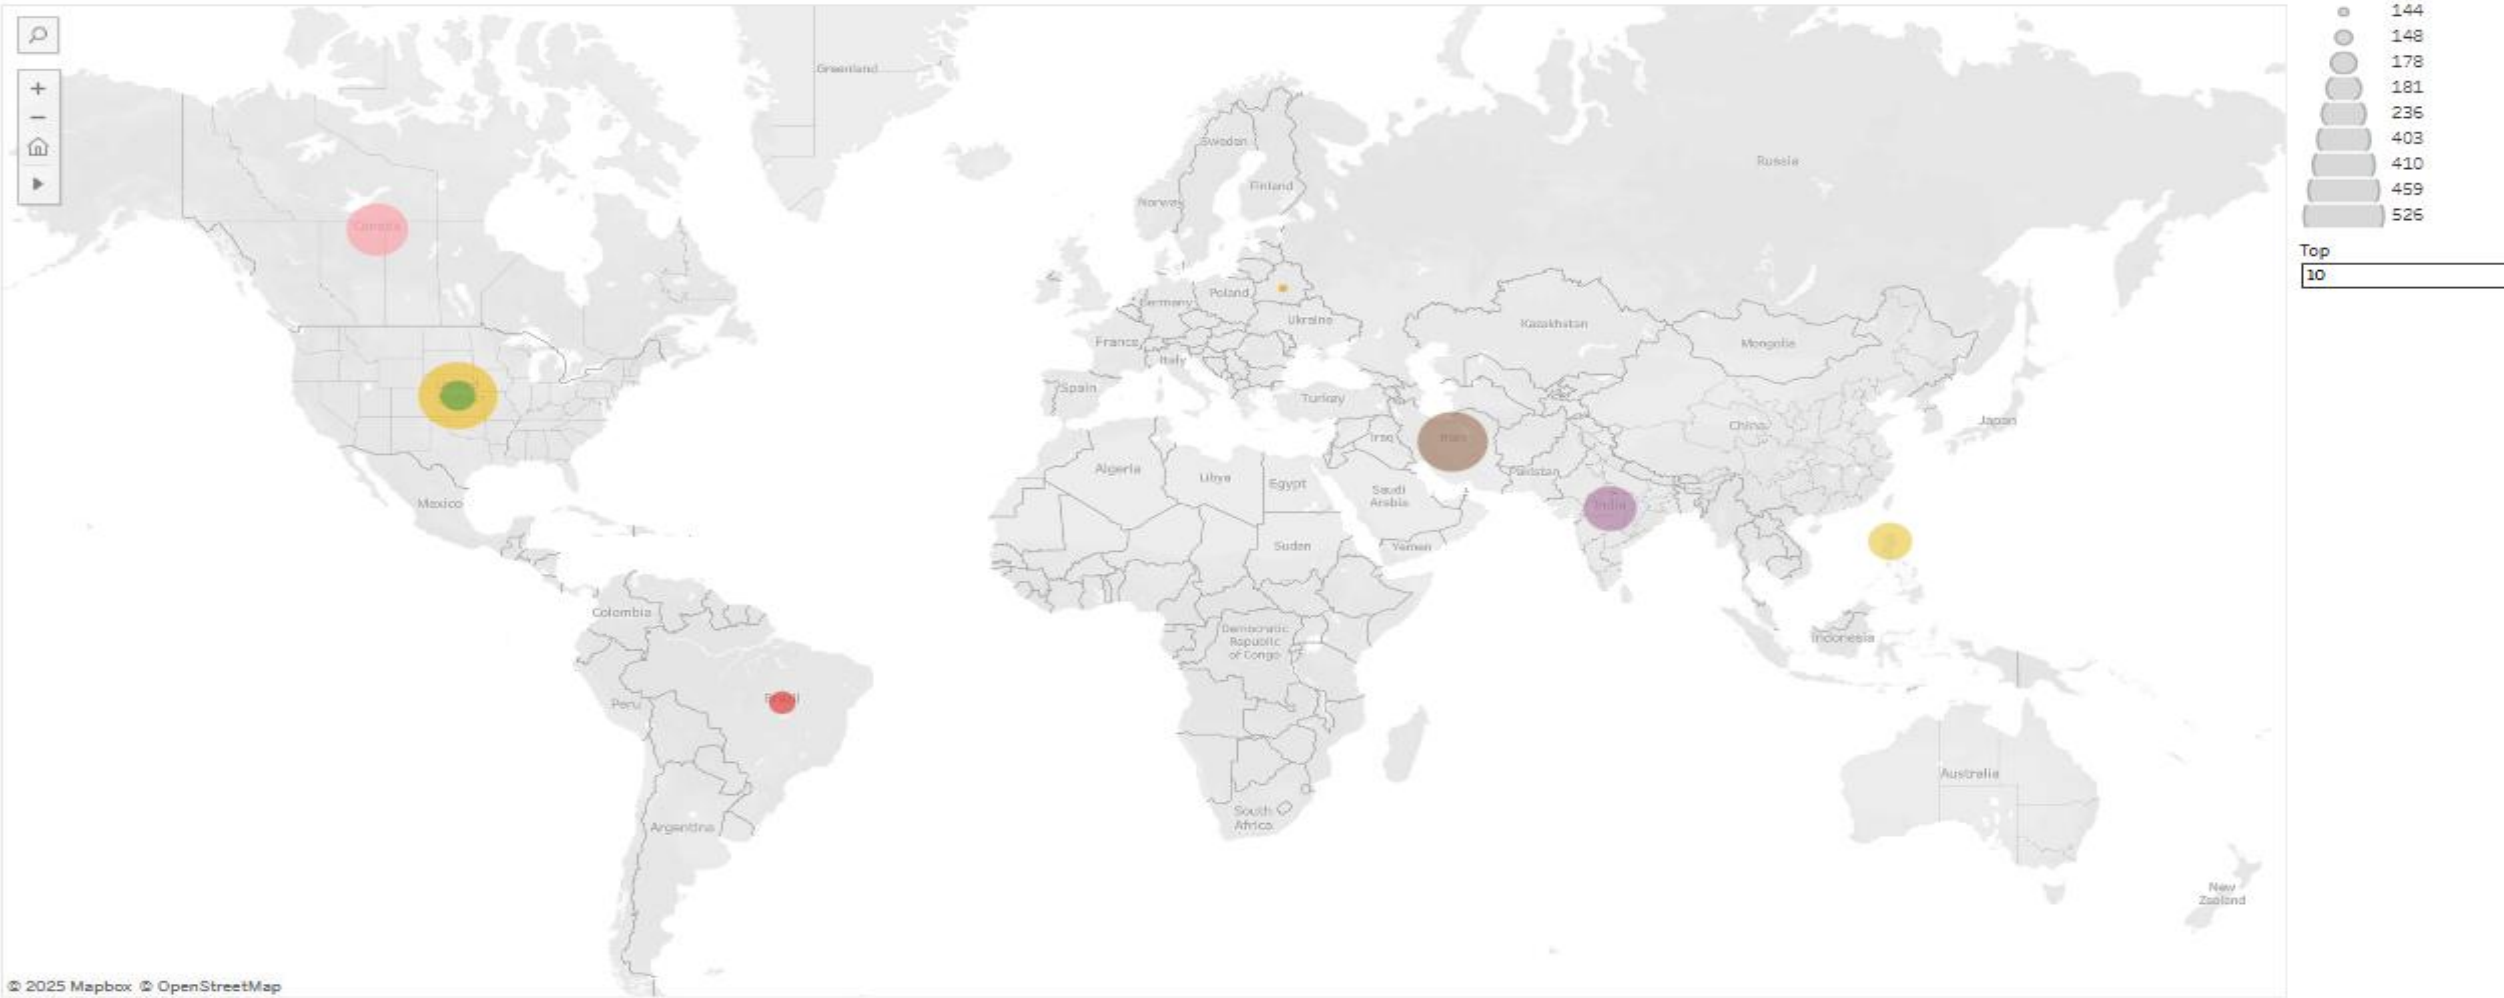 Greenland
Sweden
Finland
Norway
Russia
Canada
Germany
Poland
Ukraine
France
Italy
Spain
Turkey
Kazakhstan
Mongolia
China
Japan
Iraq
Iran
Pakistan
India
Mexico
Algeria
Libya
Egypt
Saudi
Arabia
Sudan
Yemen
Colombia
Democratic
Republic
of Congo
Indonesia
Peru
Brazil
Argentina
South
Africa
Australia
New
Zealand
© 2025 Mapbox © OpenStreetMap
144
148
178
181
236
403
410
459
526
Top
10